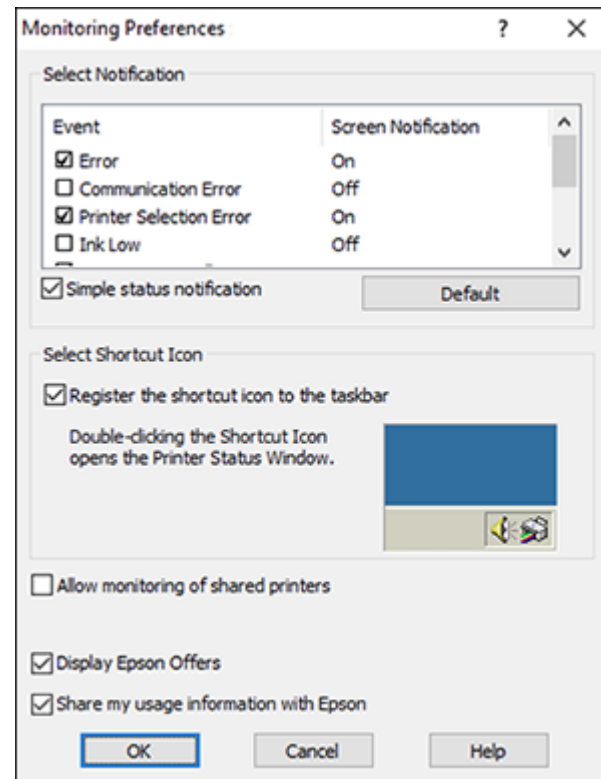 Monitoring Preferences ?
Select Notification
Event Screen Notification
Error On
Communication Error Off
Printer Selection Error On
Ink Low Off
Simple status notification Default
Select Shortcut Icon
Register the shortcut icon to the taskbar
Double-clicking the Shortcut Icon
opens the Printer Status Window.
Allow monitoring of shared printers
Display Epson Offers
Share my usage information with Epson
OK Cancel Help